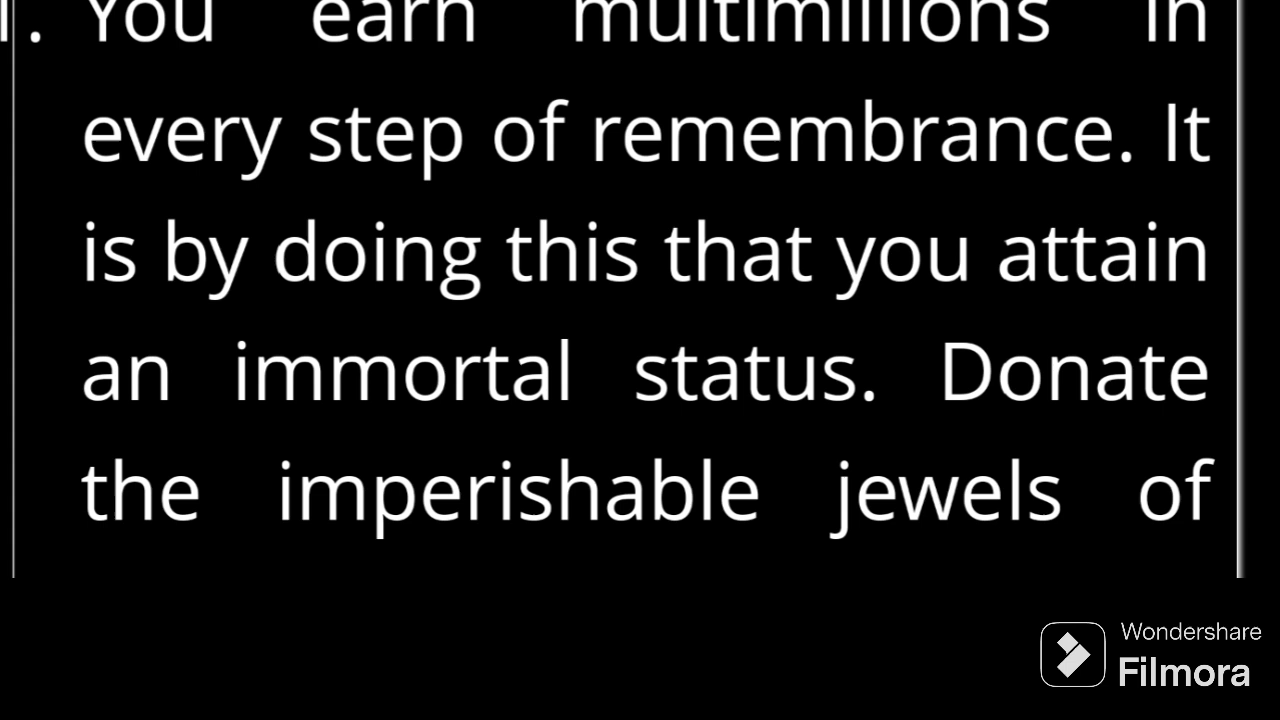 1. You earn multimillions in
every step of remembrance. It
is by doing this that you attain
an immortal status. Donate
the imperishable jewels of
Wondershare
Filmora